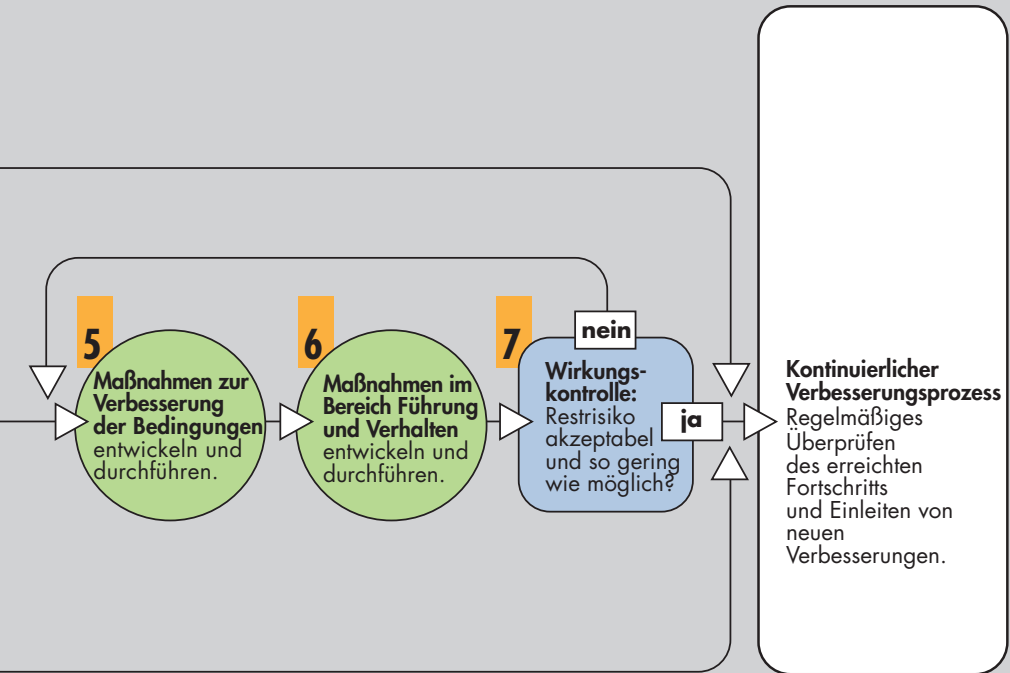 5
Maßnahmen zur
Verbesserung
der Bedingungen
entwickeln und
durchführen.
6
Maßnahmen im
Bereich Führung
und Verhalten
entwickeln und
durchführen.
7
nein
Wirkungs-
kontrolle:
Restrisiko
akzeptabel
und so gering
wie möglich?
ja
Kontinuierlicher
Verbesserungsprozess
Regelmäßiges
Überprüfen
des erreichten
Fortschritts
und Einleiten von
neuen
Verbesserungen.